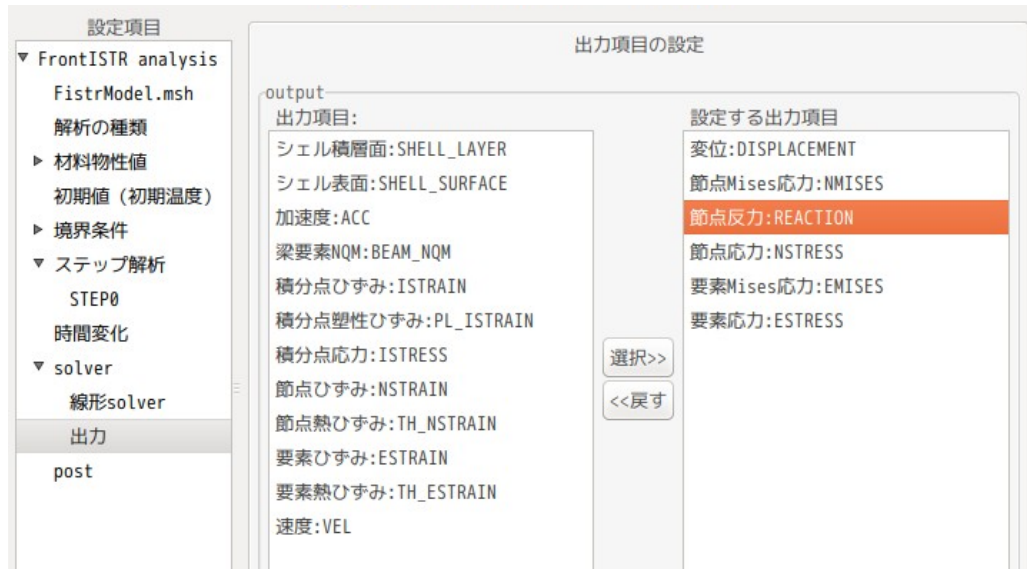 設定項目
▼ FrontISTR analysis
FistrModel.msh
解析の種類
▶ 材料物性値
初期値（初期温度）
▶ 境界条件
▼ ステップ解析
STEP0
時間変化
▼ solver
線形solver
出力
post
出力項目の設定
output
出力項目:
シェル積層面:SHELL_LAYER
シェル表面:SHELL_SURFACE
加速度:ACC
梁要素NQM:BEAM_NQM
積分点ひずみ:ISTRAIN
積分点塑性ひずみ:PL_ISTRAIN
積分点応力:ISTRESS
節点ひずみ:NSTRAIN
節点熱ひずみ:TH_NSTRAIN
要素ひずみ:ESTRAIN
要素熱ひずみ:TH_ESTRAIN
速度:VEL
選択>>
<<戻す
設定する出力項目
変位:DISPLACEMENT
節点Mises応力:NMISES
節点反力:REACTION
節点応力:NSTRESS
要素Mises応力:EMISES
要素応力:ESTRESS